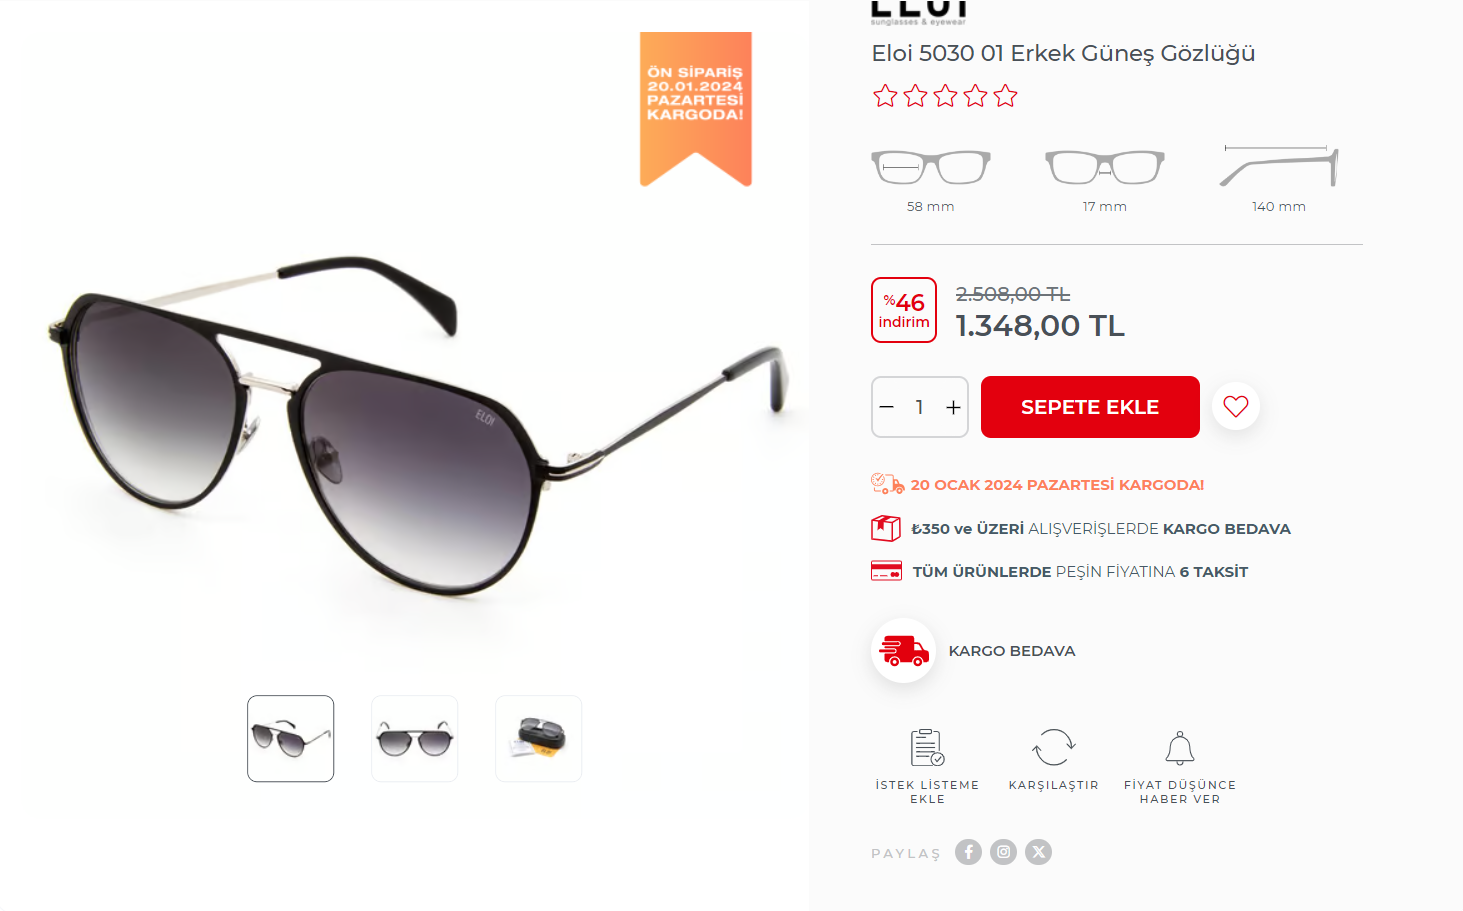 ELOI
sunglasses & eyewear
Eloi 5030 01 Erkek Güneş Gözlüğü
ÖN SİPARİŞ
20.01.2024
PAZARTESİ
KARGODA!
58 mm
17 mm
140 mm
%46
indirim
2.508,00 TL
1.348,00 TL
ELOI
− 1 +
SEPETE EKLE
20 OCAK 2024 PAZARTESİ KARGODA!
₺350 ve ÜZERİ ALIŞVERİŞLERDE KARGO BEDAVA
TÜM ÜRÜNLERDE PEŞİN FİYATINA 6 TAKSİT
KARGO BEDAVA
İSTEK LİSTEME
EKLE
KARŞILAŞTIR
FİYAT DÜŞÜNCE
HABER VER
PAYLAŞ